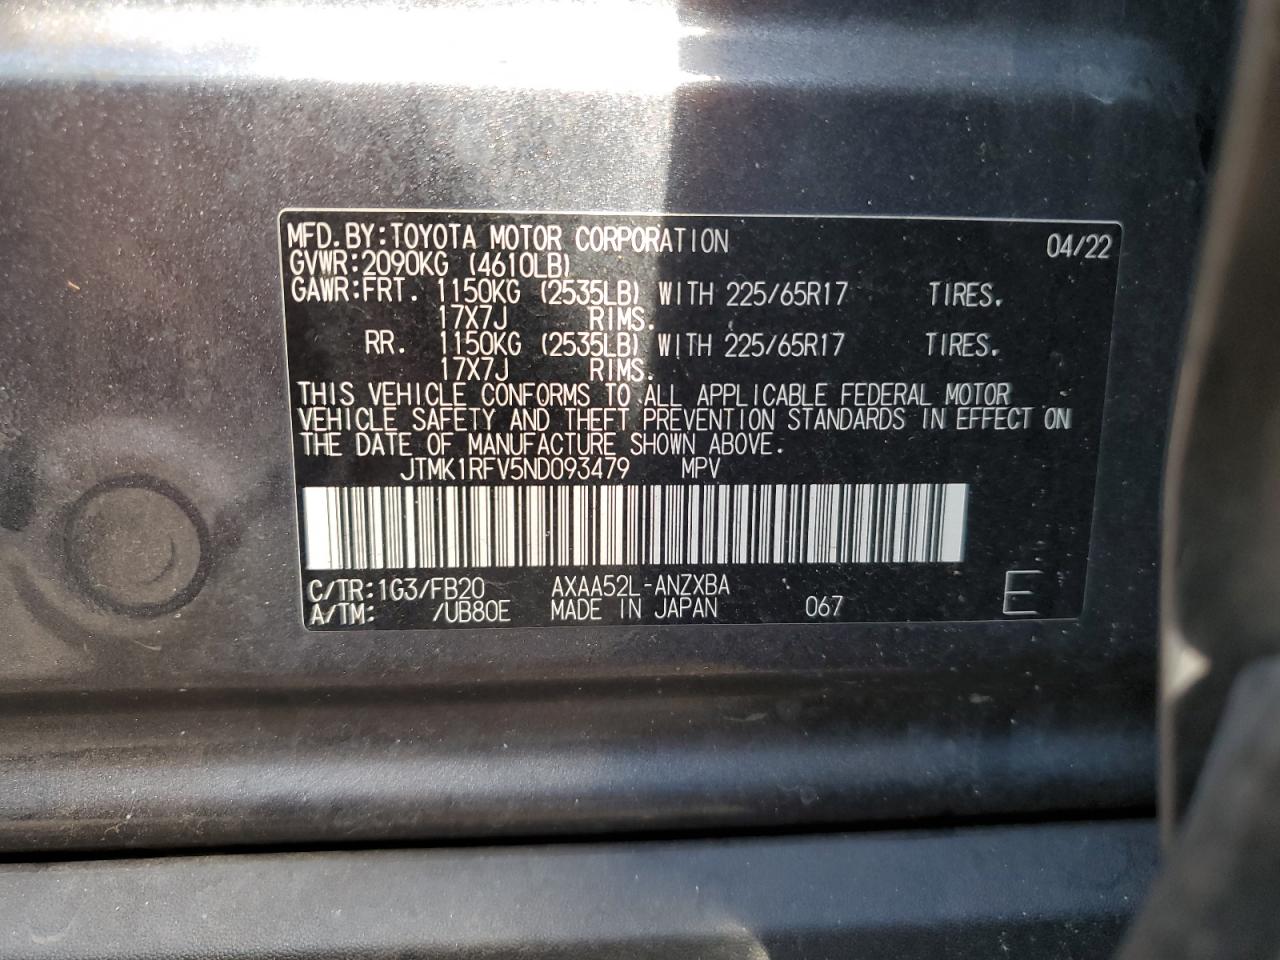 MFD.BY:TOYOTA MOTOR CORPORATION 04/22
GVWR:2090KG (4610LB)
GAWR:FRT. 1150KG (2535LB) WITH 225/65R17 TIRES.
17X7J RIMS.
RR. 1150KG (2535LB) WITH 225/65R17 TIRES.
17X7J RIMS.
THIS VEHICLE CONFORMS TO ALL APPLICABLE FEDERAL MOTOR
VEHICLE SAFETY AND THEFT PREVENTION STANDARDS IN EFFECT ON
THE DATE OF MANUFACTURE SHOWN ABOVE.
JTMK1RFV5ND093479 MPV
C/TR:1G3/FB20 AXAA52L-ANZXBA
A/TM: /UB80E MADE IN JAPAN 067 E